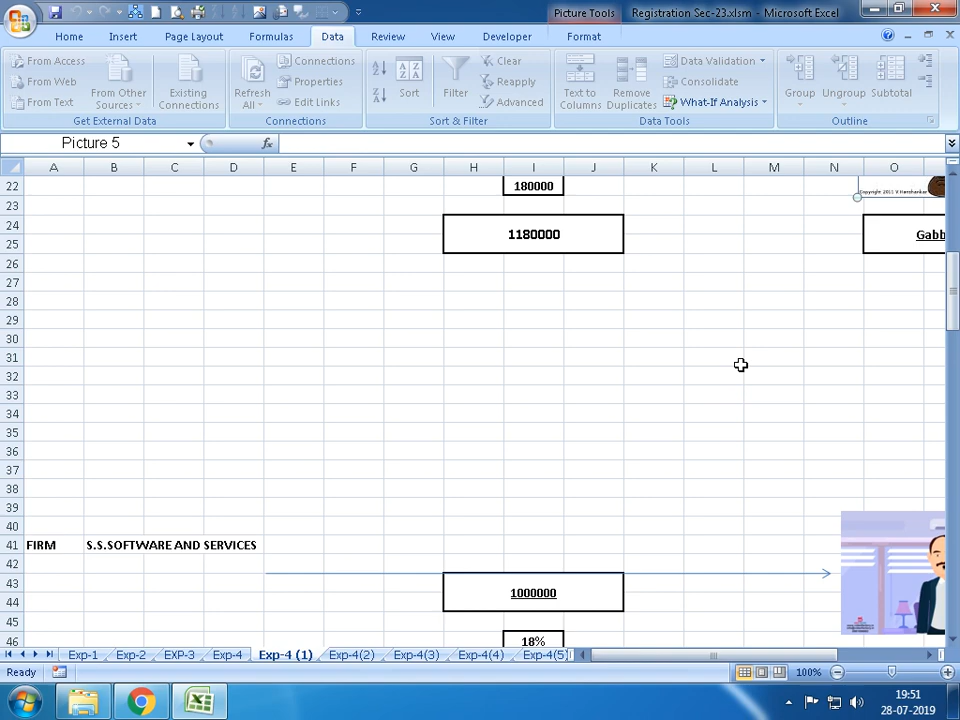 Picture Tools
Registration Sec-23.xlsm - Microsoft Excel
Home Insert Page Layout Formulas Data Review View Developer Format
From Access
From Web
From Text
From Other Sources
Existing Connections
Get External Data
Refresh All
Connections
Properties
Edit Links
Connections
Sort
Filter
Clear
Reapply
Advanced
Sort & Filter
Text to Columns
Remove Duplicates
Data Validation
Consolidate
What-If Analysis
Data Tools
Group
Ungroup
Subtotal
Outline
Picture 5
fx
A B C D E F G H I J K L M N O
22 180000
Copyright 2011 V Harishankar
23
24 1180000 Gabb
25
26
27
28
29
30
31
32
33
34
35
36
37
38
39
40
41 FIRM S.S.SOFTWARE AND SERVICES
42
43
1000000
44
45
46 18%
Exp-1 Exp-2 EXP-3 Exp-4 Exp-4 (1) Exp-4(2) Exp-4(3) Exp-4(4) Exp-4(5)
Ready
100%
19:51
28-07-2019